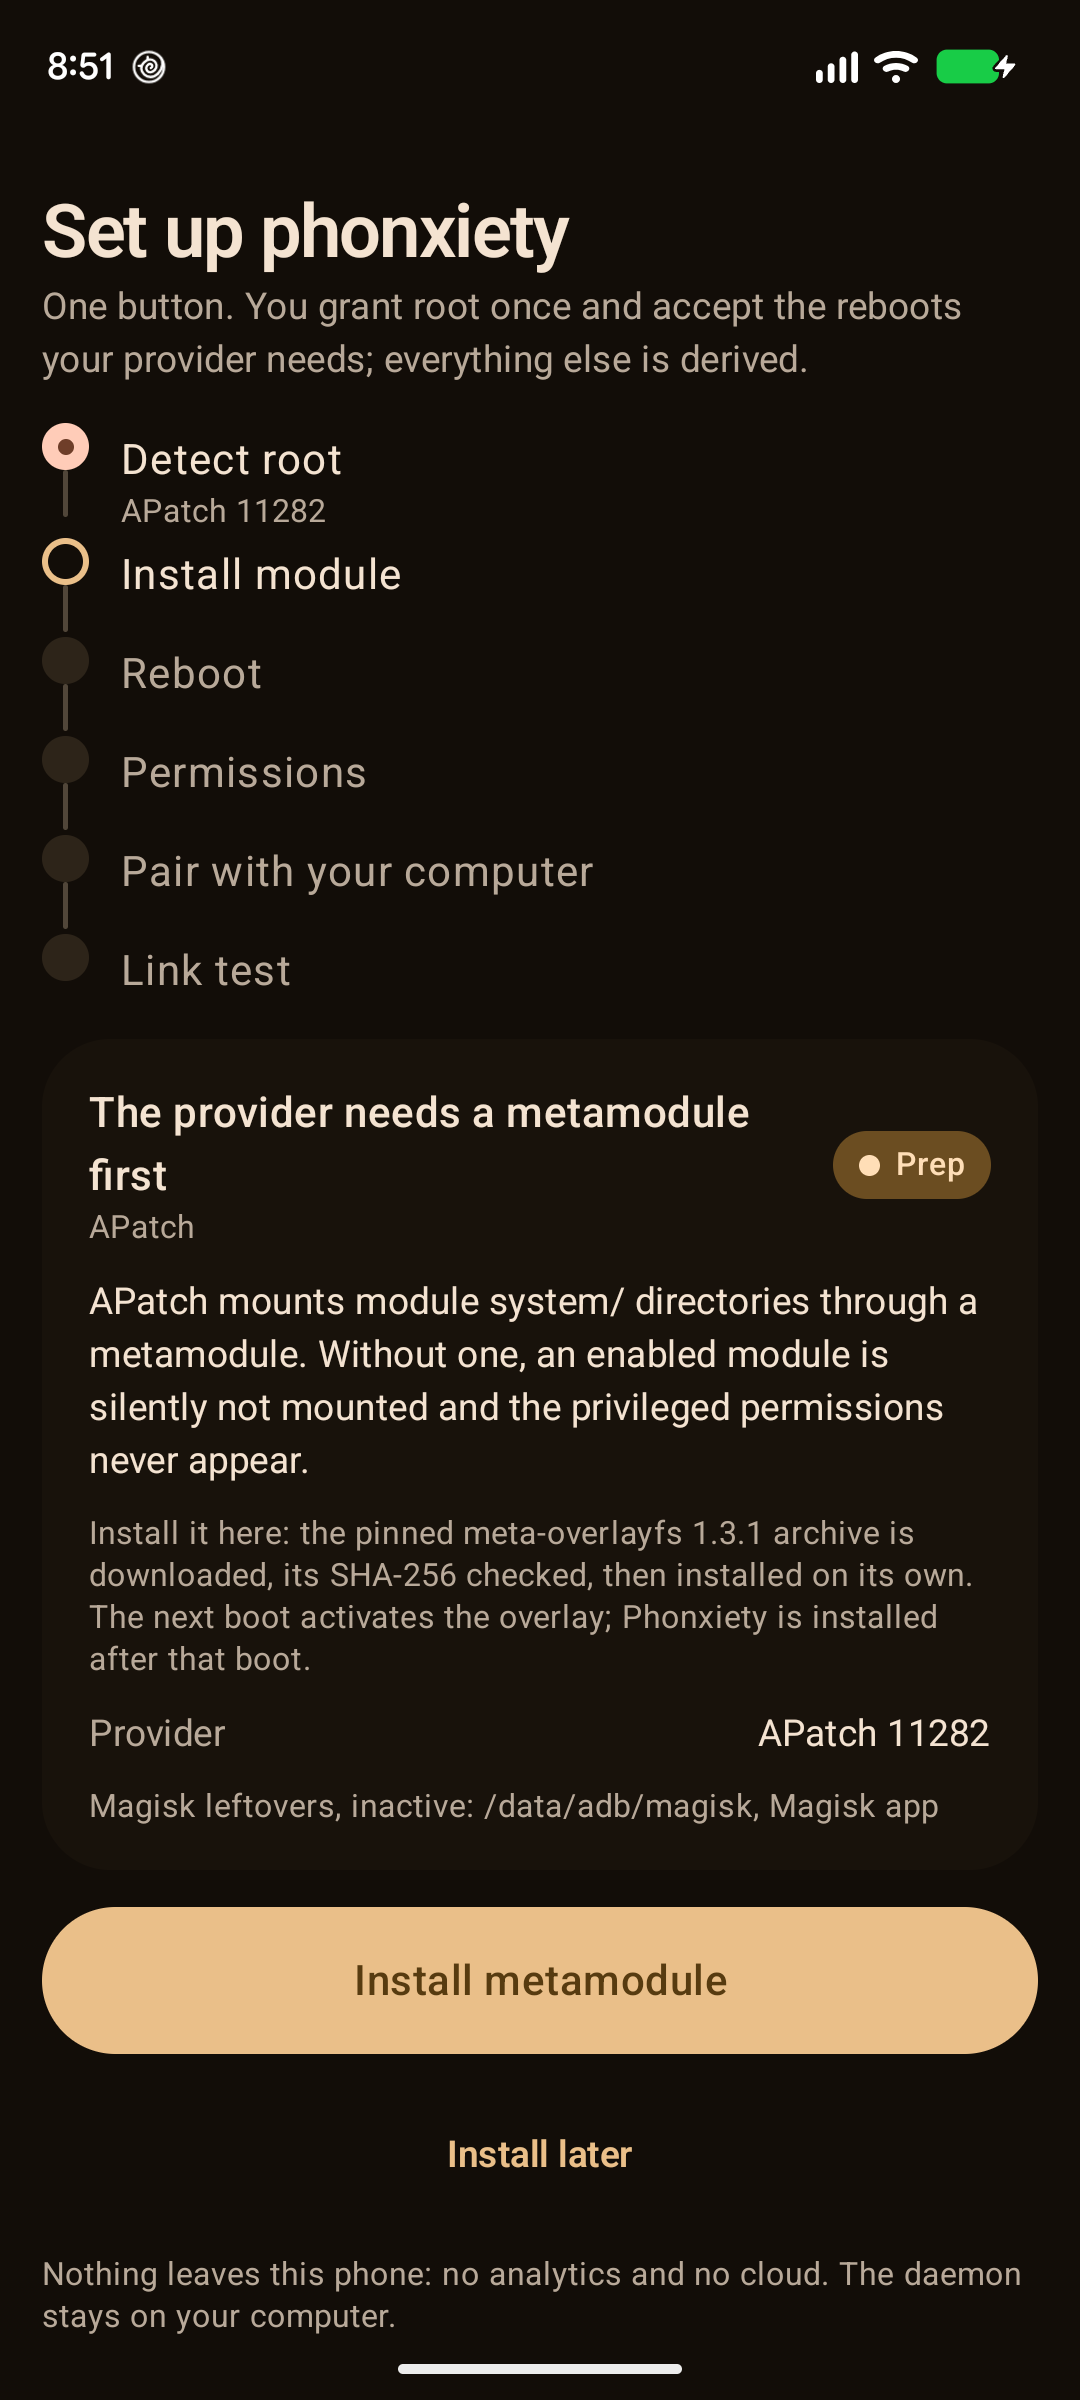 8:51
Set up phonxiety
One button. You grant root once and accept the reboots
your provider needs; everything else is derived.
Detect root
APatch 11282
Install module
Reboot
Permissions
Pair with your computer
Link test
The provider needs a metamodule
first
Prep
APatch
APatch mounts module system/ directories through a
metamodule. Without one, an enabled module is
silently not mounted and the privileged permissions
never appear.
Install it here: the pinned meta-overlayfs 1.3.1 archive is
downloaded, its SHA-256 checked, then installed on its own.
The next boot activates the overlay; Phonxiety is installed
after that boot.
Provider APatch 11282
Magisk leftovers, inactive: /data/adb/magisk, Magisk app
Install metamodule
Install later
Nothing leaves this phone: no analytics and no cloud. The daemon
stays on your computer.